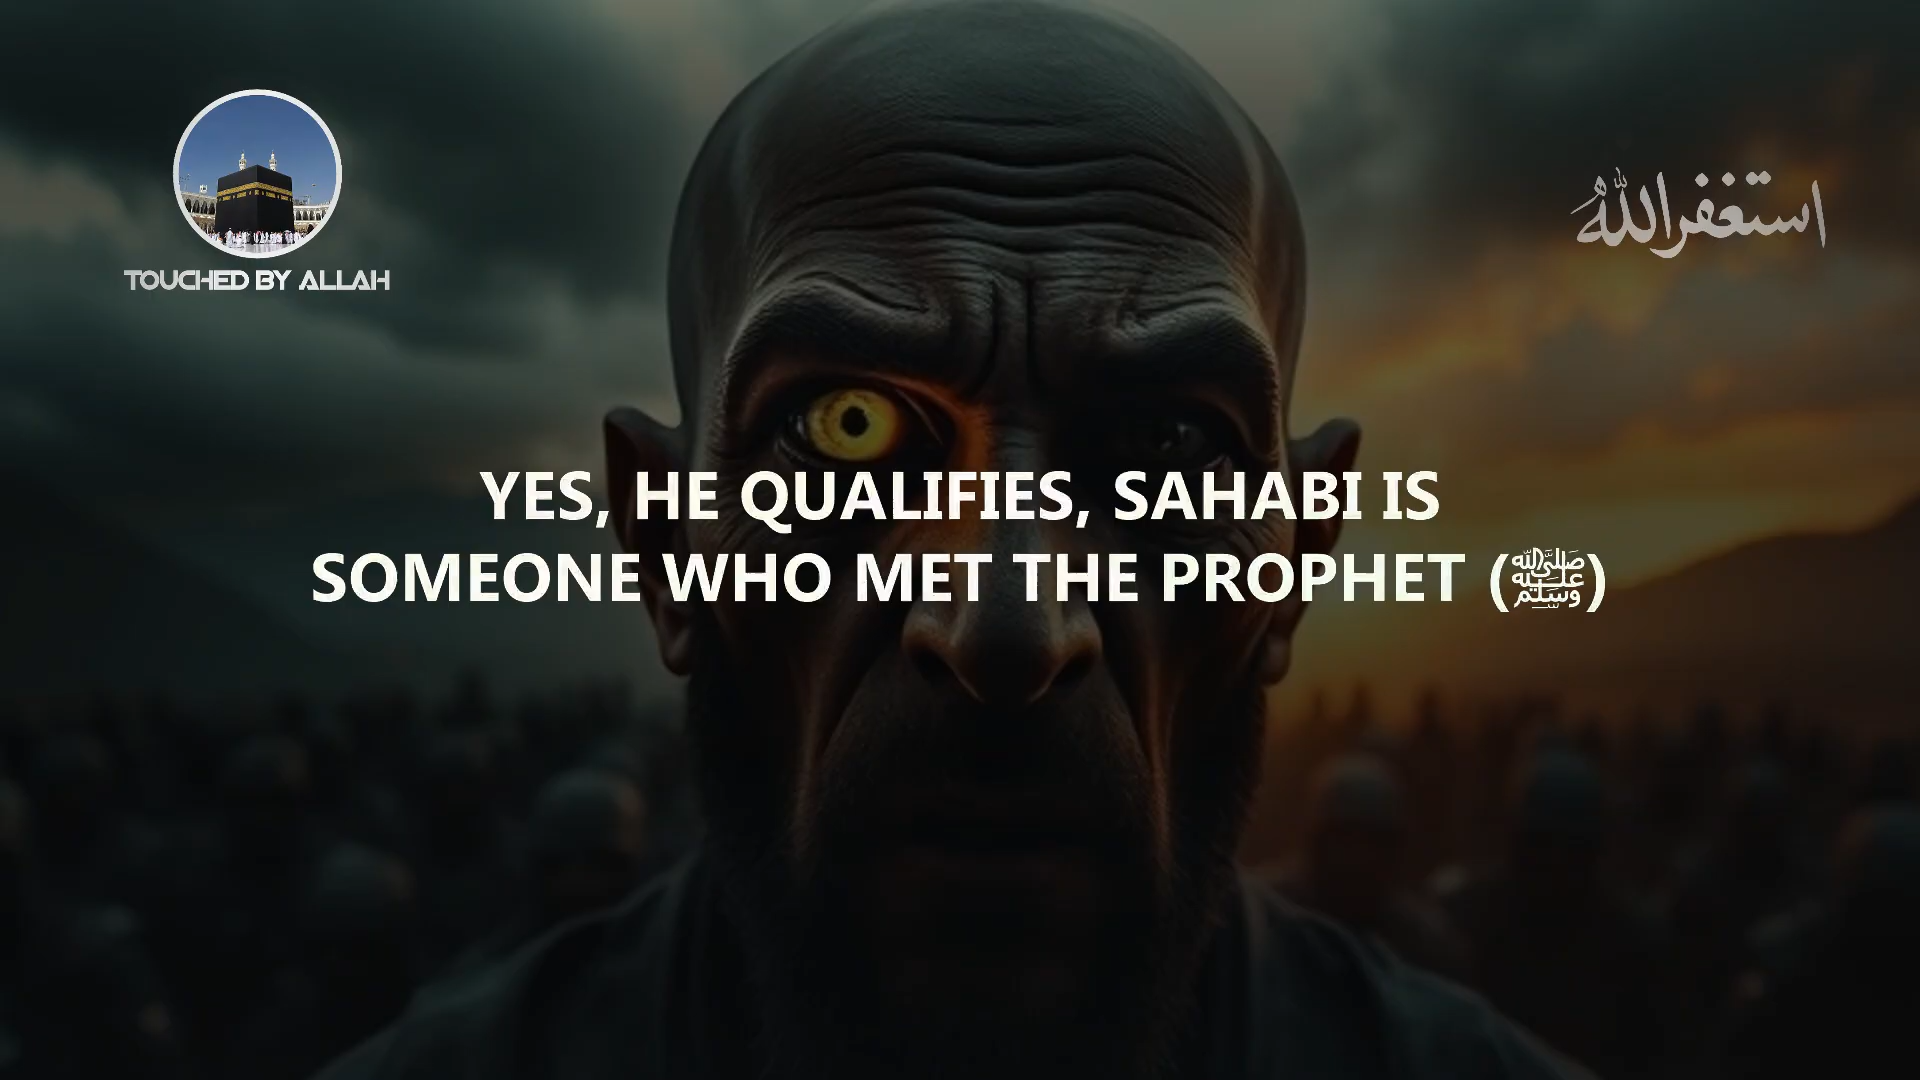 TOUCHED BY ALLAH
استغفرالله
YES, HE QUALIFIES, SAHABI IS
SOMEONE WHO MET THE PROPHET (ﷺ)